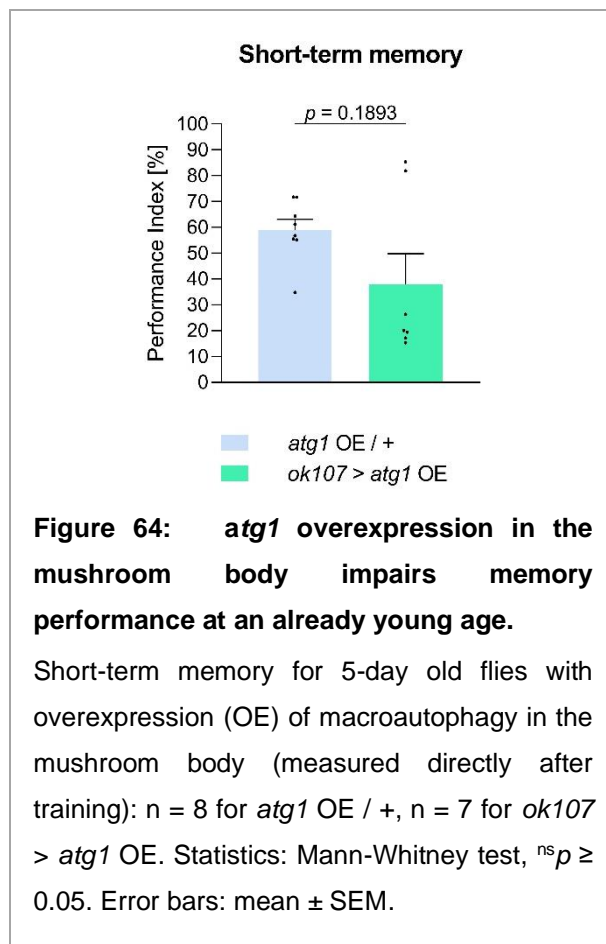 Short-term memory
p = 0.1893
100
90
80
70
60
50
40
30
20
10
0
Performance Index [%]
atg1 OE / +
ok107 > atg1 OE
Figure 64: atg1 overexpression in the
mushroom body impairs memory
performance at an already young age.
Short-term memory for 5-day old flies with
overexpression (OE) of macroautophagy in the
mushroom body (measured directly after
training): n = 8 for atg1 OE / +, n = 7 for ok107
> atg1 OE. Statistics: Mann-Whitney test, ⁿˢp ≥
0.05. Error bars: mean ± SEM.